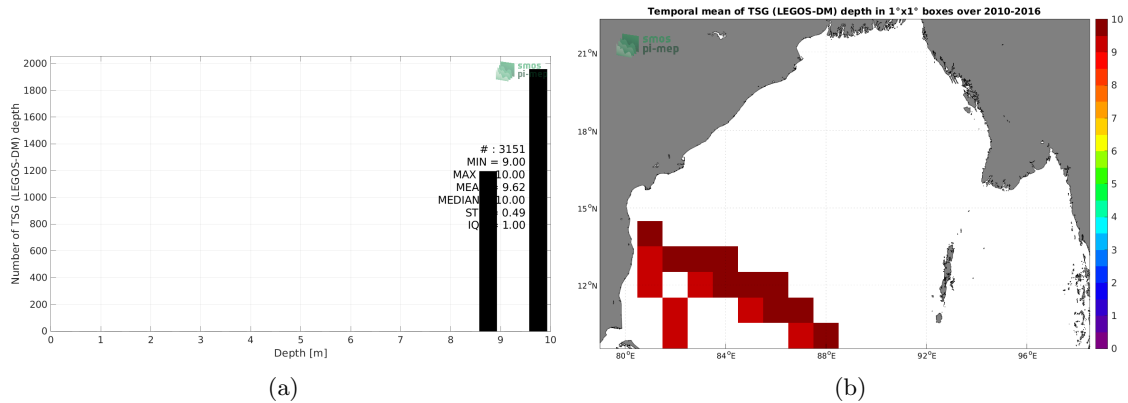 smos
pi-mep
# : 3151
MIN = 9.00
MAX = 10.00
MEAN = 9.62
MEDIAN = 10.00
STD = 0.49
IQR = 1.00
Number of TSG (LEGOS-DM) depth
2000
1800
1600
1400
1200
1000
800
600
400
200
0
0 1 2 3 4 5 6 7 8 9 10
Depth [m]
(a)
Temporal mean of TSG (LEGOS-DM) depth in 1°x1° boxes over 2010-2016
smos
pi-mep
21°N
18°N
15°N
12°N
80°E 84°E 88°E 92°E 96°E
10
9
8
7
6
5
4
3
2
1
0
(b)